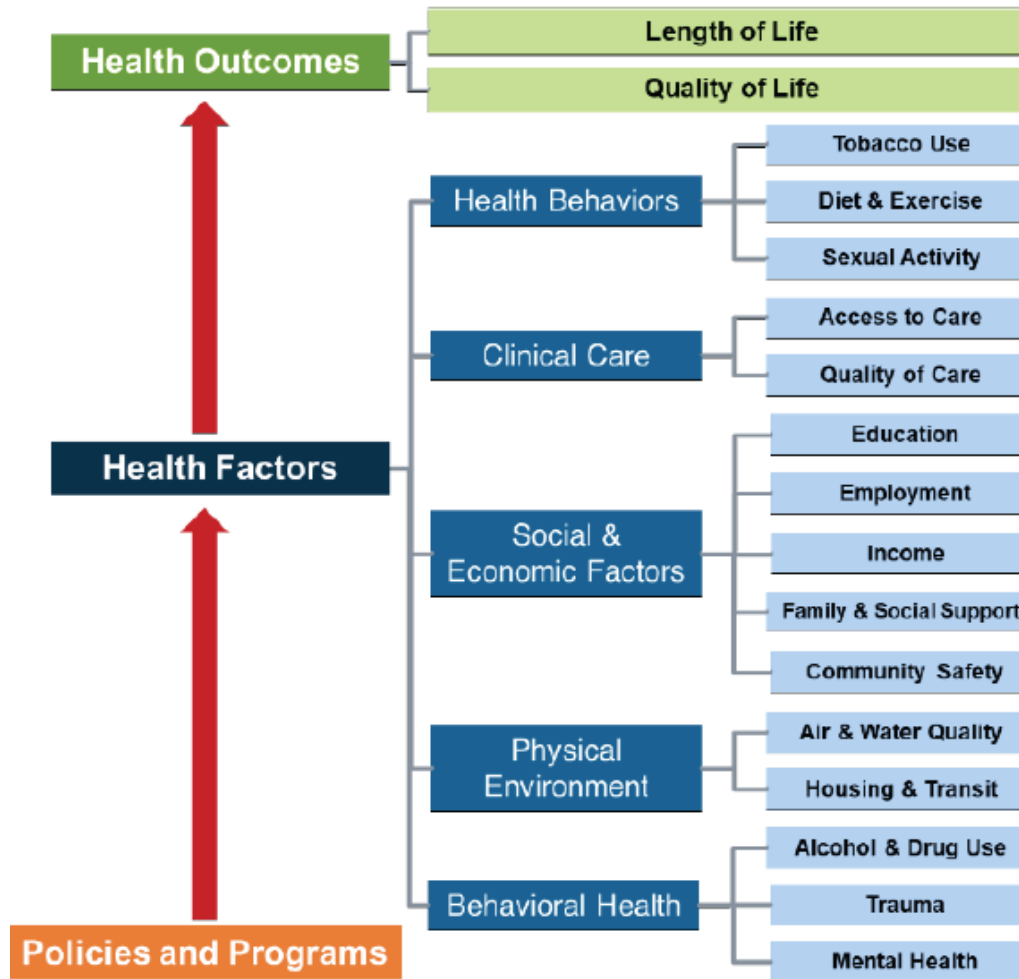 Health Outcomes
Length of Life
Quality of Life
Health Behaviors
Tobacco Use
Diet & Exercise
Sexual Activity
Clinical Care
Access to Care
Quality of Care
Health Factors
Social &
Economic Factors
Education
Employment
Income
Family & Social Support
Community Safety
Physical
Environment
Air & Water Quality
Housing & Transit
Behavioral Health
Alcohol & Drug Use
Trauma
Mental Health
Policies and Programs